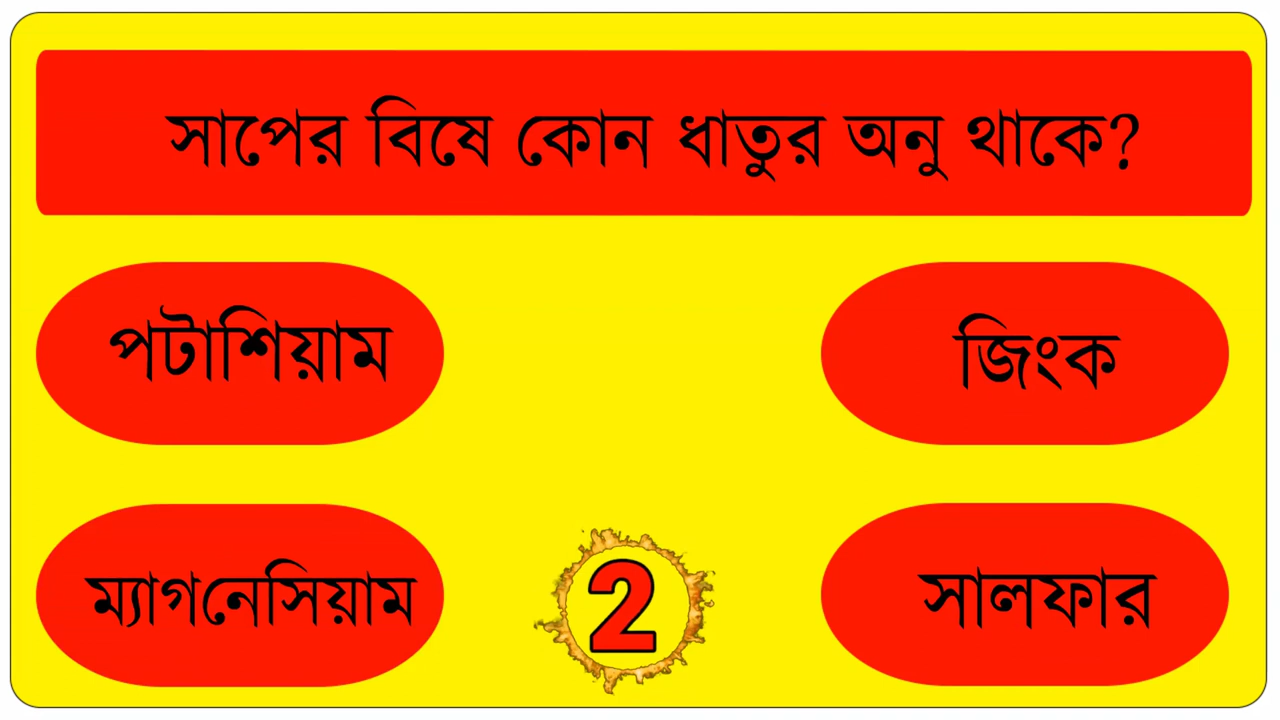 সাপের বিষে কোন ধাতুর অনু থাকে?
পটাশিয়াম
জিংক
ম্যাগনেসিয়াম
সালফার
2